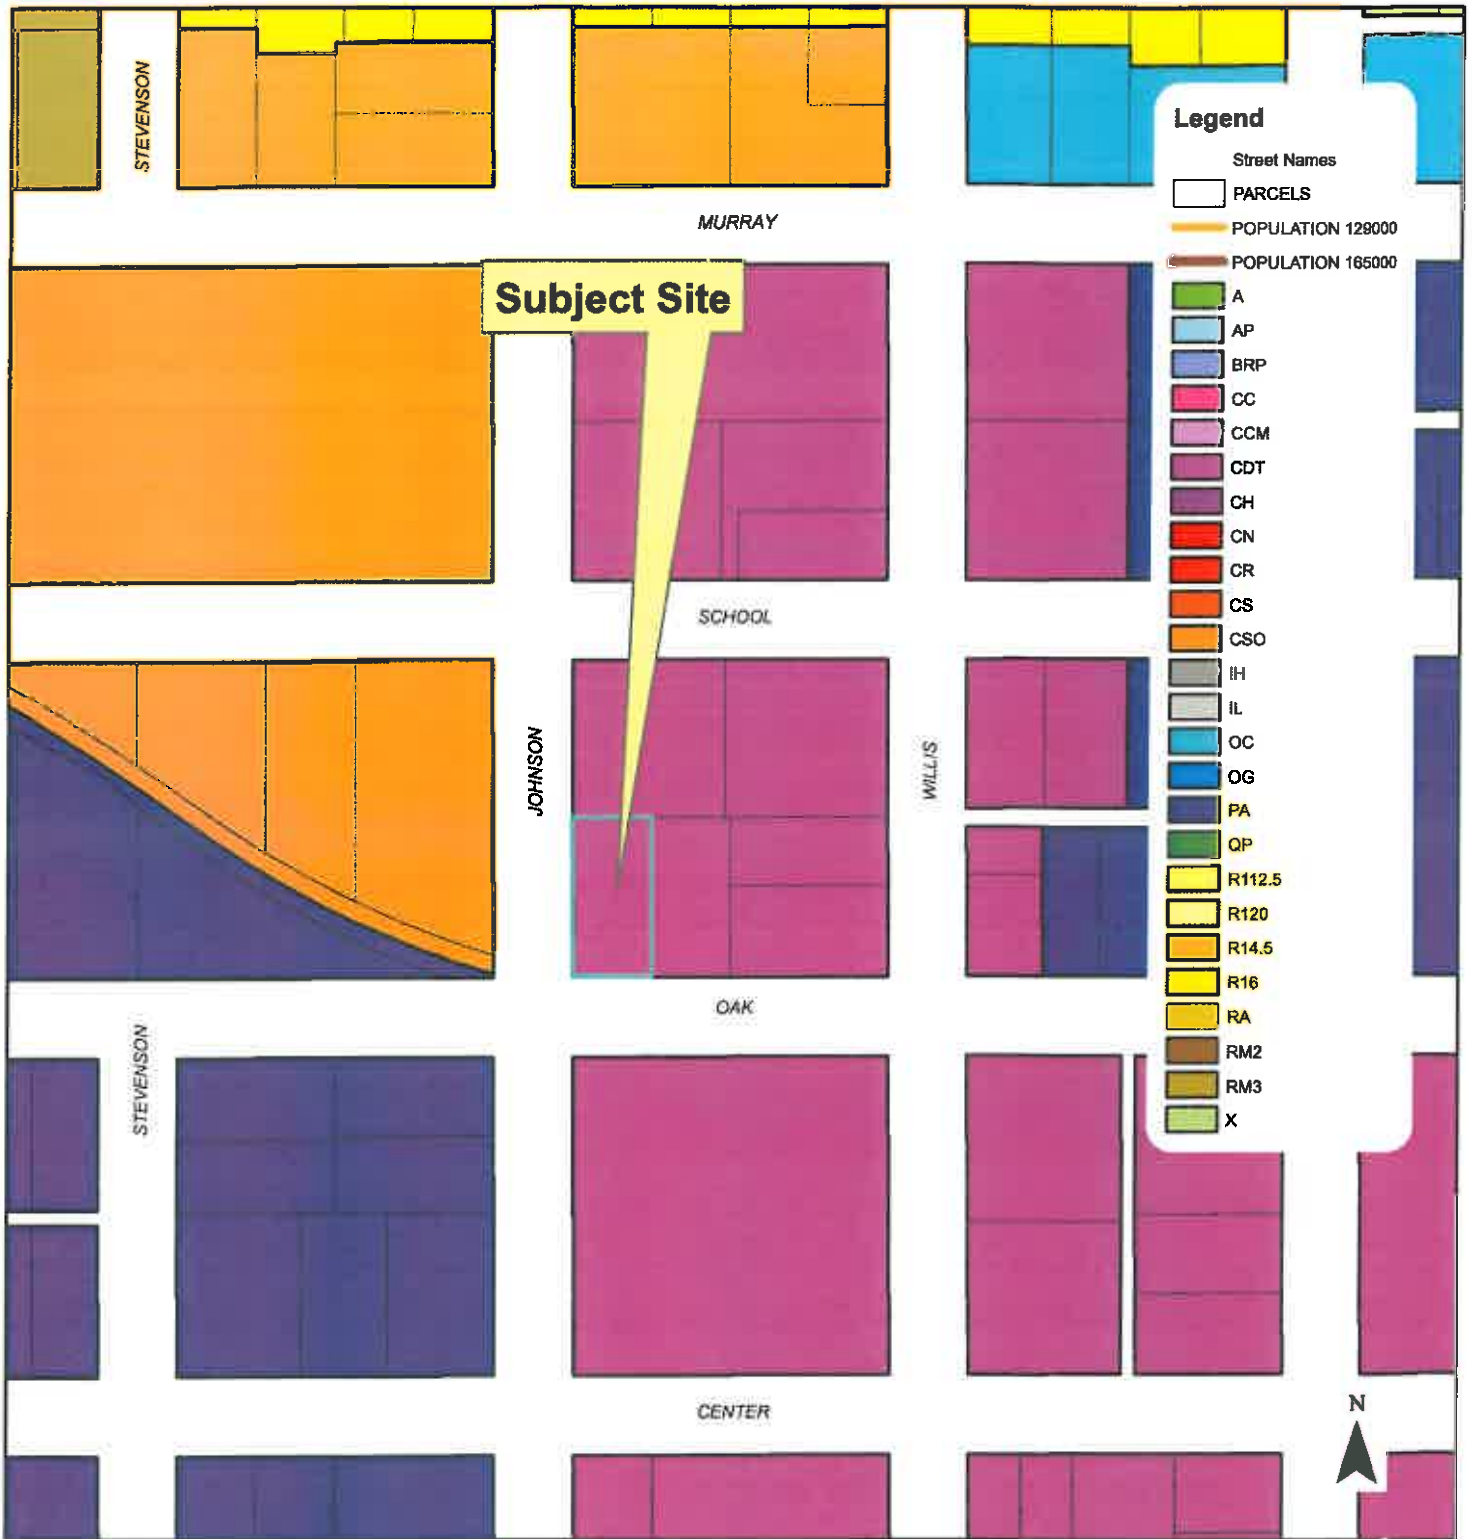 STEVENSON
MURRAY
Subject Site
SCHOOL
JOHNSON
WILLIS
OAK
STEVENSON
CENTER
Legend
Street Names
PARCELS
POPULATION 129000
POPULATION 165000
A
AP
BRP
CC
CCM
CDT
CH
CN
CR
CS
CSO
IH
IL
OC
OG
PA
QP
R112.5
R120
R14.5
R16
RA
RM2
RM3
X
N